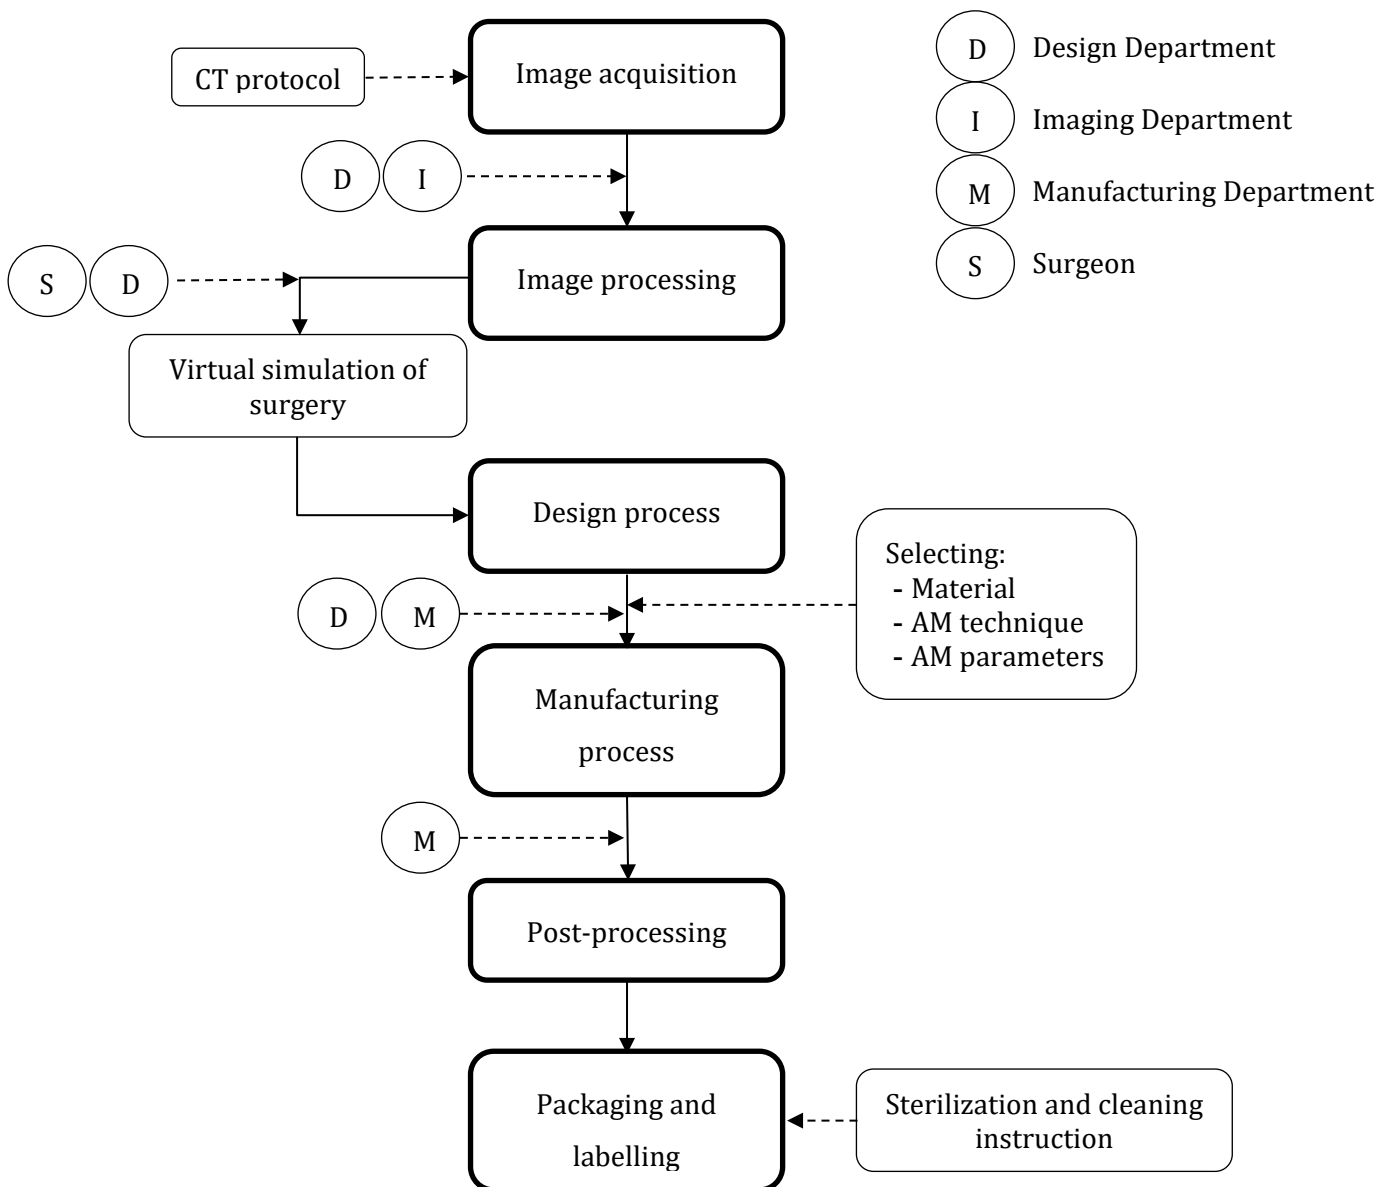 CT protocol
Image acquisition
D
Design Department
I
Imaging Department
M
Manufacturing Department
S
Surgeon
D
I
Image processing
S
D
Virtual simulation of
surgery
Design process
Selecting:
- Material
- AM technique
- AM parameters
D
M
Manufacturing
process
M
Post-processing
Packaging and
labelling
Sterilization and cleaning
instruction